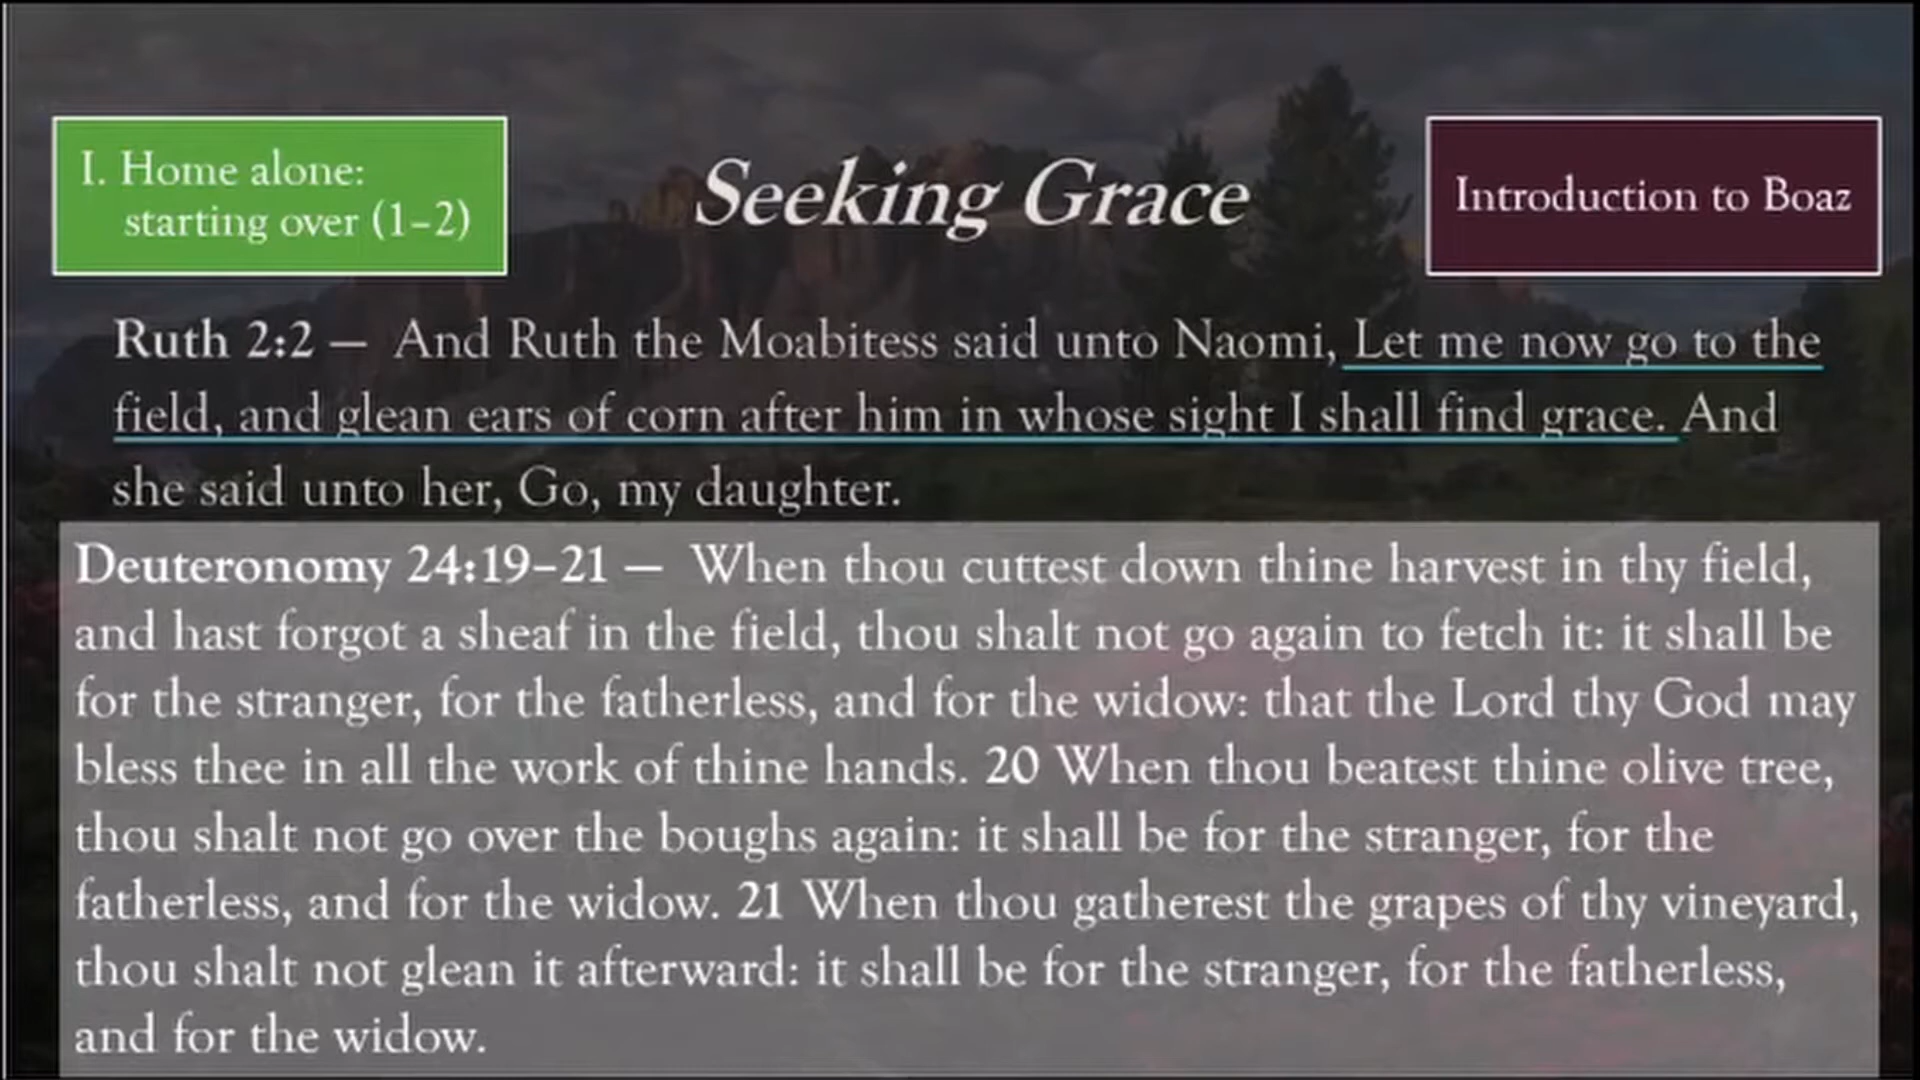 I. Home alone:
starting over (1–2)
Seeking Grace
Introduction to Boaz
Ruth 2:2 — And Ruth the Moabitess said unto Naomi, Let me now go to the
field, and glean ears of corn after him in whose sight I shall find grace. And
she said unto her, Go, my daughter.
Deuteronomy 24:19–21 — When thou cuttest down thine harvest in thy field,
and hast forgot a sheaf in the field, thou shalt not go again to fetch it: it shall be
for the stranger, for the fatherless, and for the widow: that the Lord thy God may
bless thee in all the work of thine hands. 20 When thou beatest thine olive tree,
thou shalt not go over the boughs again: it shall be for the stranger, for the
fatherless, and for the widow. 21 When thou gatherest the grapes of thy vineyard,
thou shalt not glean it afterward: it shall be for the stranger, for the fatherless,
and for the widow.